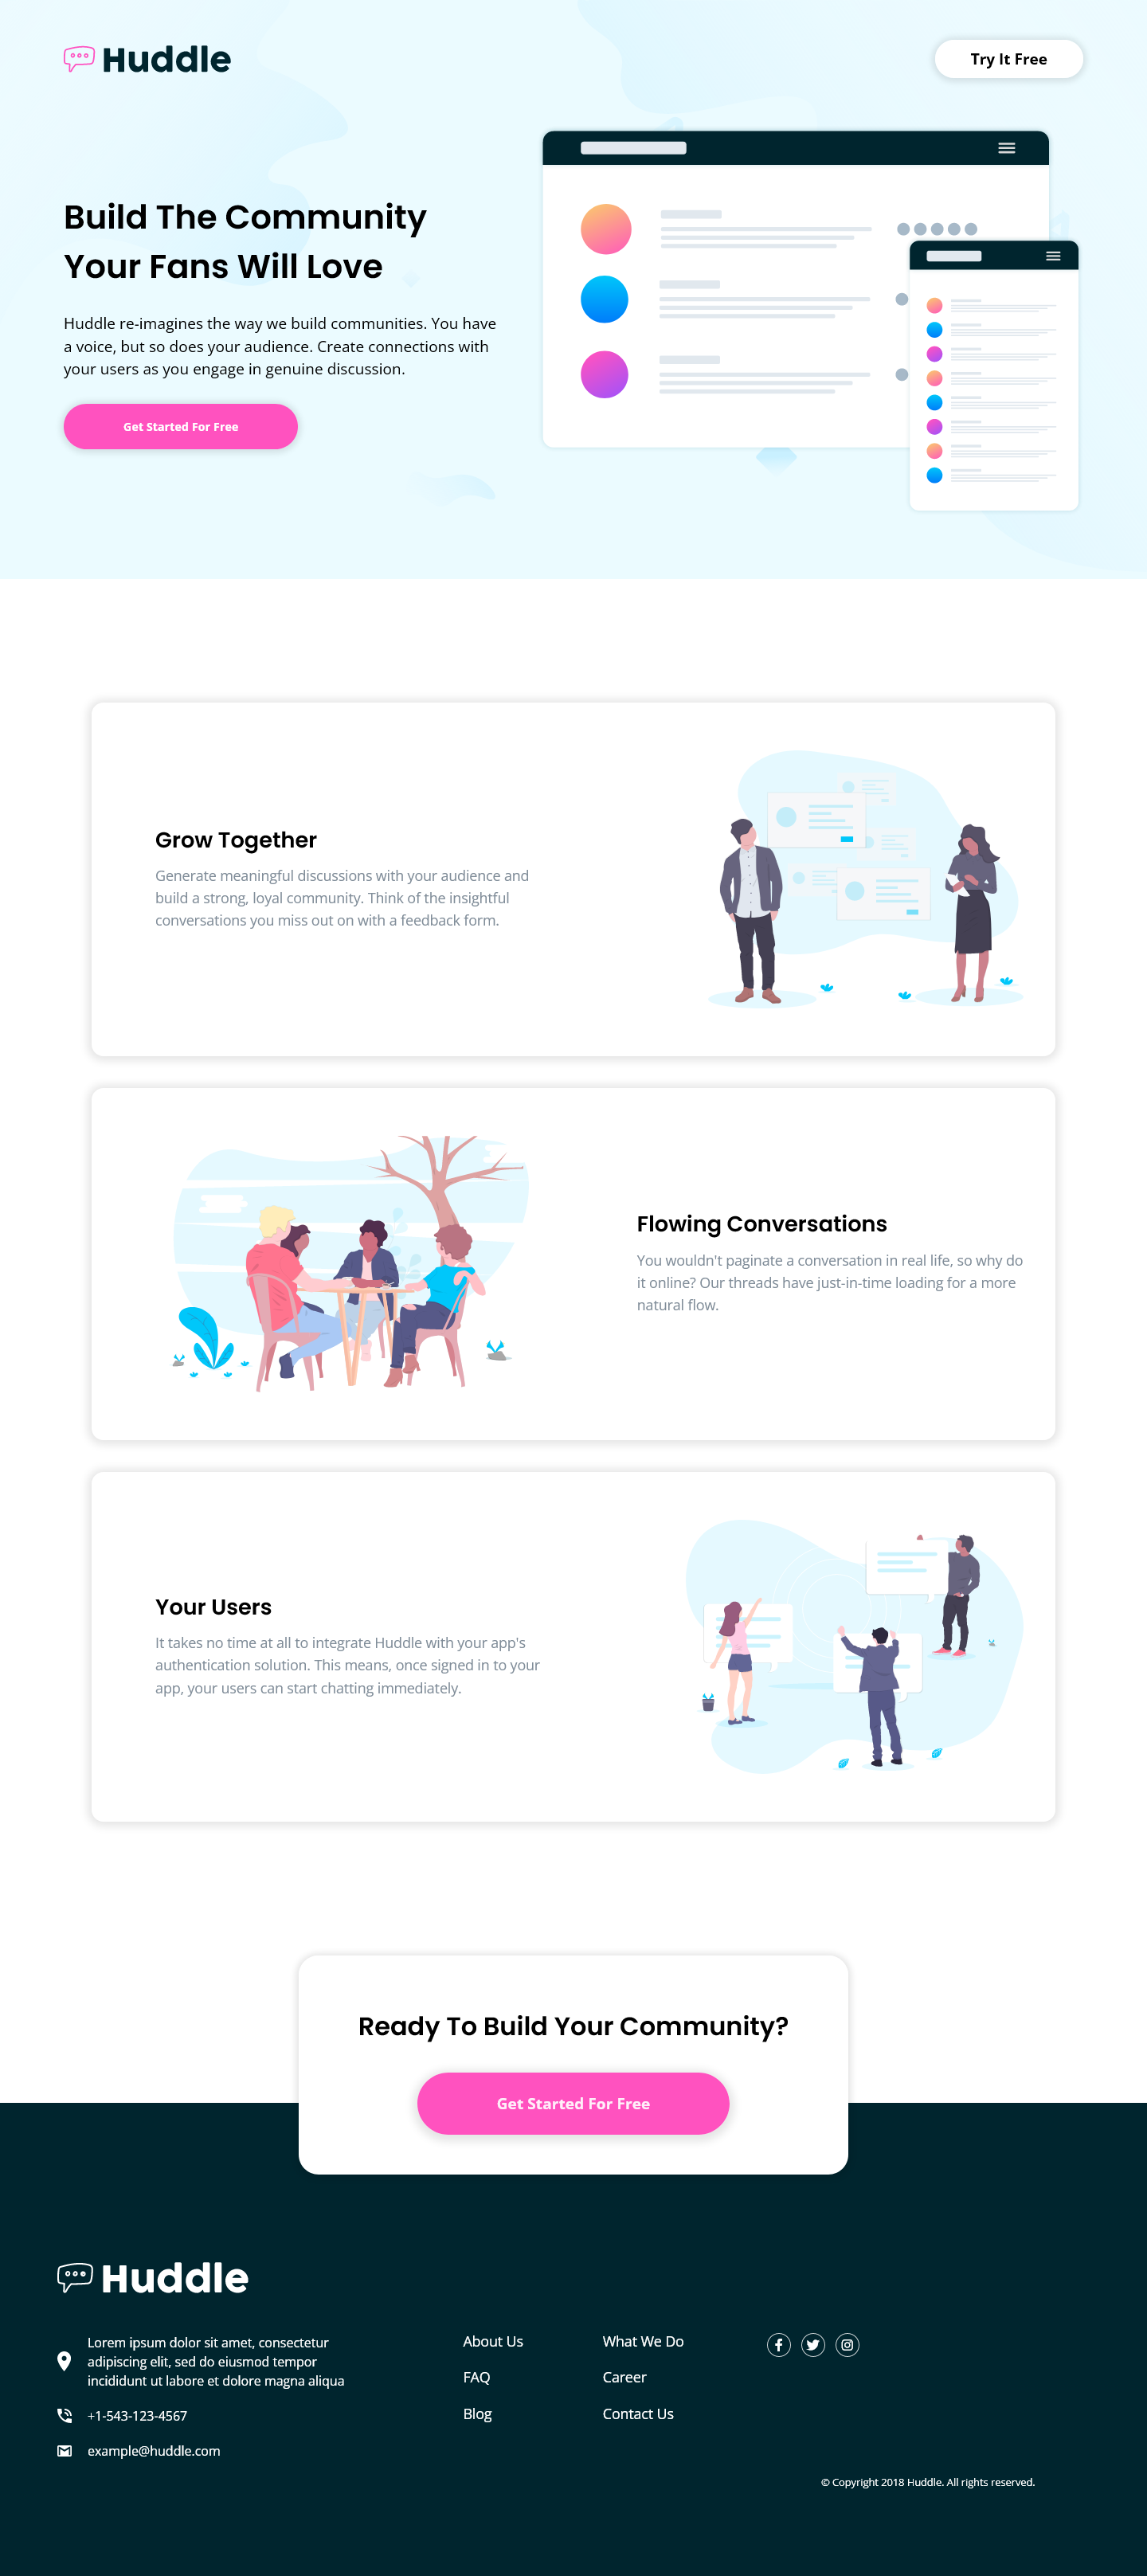 Huddle
Try It Free
Build The Community
Your Fans Will Love
Huddle re-imagines the way we build communities. You have
a voice, but so does your audience. Create connections with
your users as you engage in genuine discussion.
Get Started For Free
Grow Together
Generate meaningful discussions with your audience and
build a strong, loyal community. Think of the insightful
conversations you miss out on with a feedback form.
Flowing Conversations
You wouldn't paginate a conversation in real life, so why do
it online? Our threads have just-in-time loading for a more
natural flow.
Your Users
It takes no time at all to integrate Huddle with your app's
authentication solution. This means, once signed in to your
app, your users can start chatting immediately.
Ready To Build Your Community?
Get Started For Free
Huddle
Lorem ipsum dolor sit amet, consectetur
adipiscing elit, sed do eiusmod tempor
incididunt ut labore et dolore magna aliqua
+1-543-123-4567
example@huddle.com
About Us
FAQ
Blog
What We Do
Career
Contact Us
© Copyright 2018 Huddle. All rights reserved.